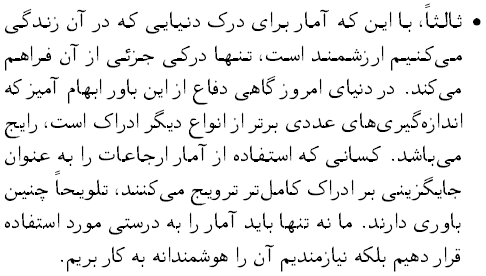 • ثالثاً، با این که آمار برای درک دنیایی که در آن زندگی
می‌کنیم ارزشمند است، تنها درکی جزئی از آن فراهم
می‌کند. در دنیای امروز گاهی دفاع از این باور ابهام آمیز که
اندازه‌گیری‌های عددی برتر از انواع دیگر ادراک است، رایج
می‌باشد. کسانی که استفاده از آمار ارجاعات را به عنوان
جایگزینی بر ادراک کامل‌تر ترویج می‌کنند، تلویحاً چنین
باوری دارند. ما نه تنها باید آمار را به درستی مورد استفاده
قرار دهیم بلکه نیازمندیم آن را هوشمندانه به کار بریم.